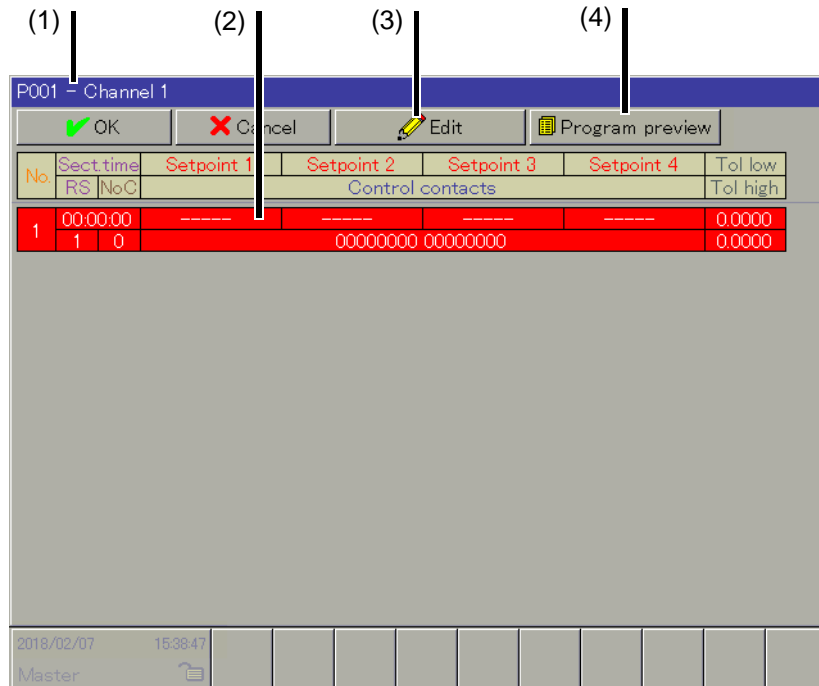 (1) (2) (3) (4)
P001 - Channel 1
OK Cancel Edit Program preview
No. Sect.time Setpoint 1 Setpoint 2 Setpoint 3 Setpoint 4 Tol low
RS NoC Control contacts Tol high
1 00:00:00 ----- ----- ----- ----- 0.0000
1 0 00000000 00000000 0.0000
2018/02/07 15:38:47
Master